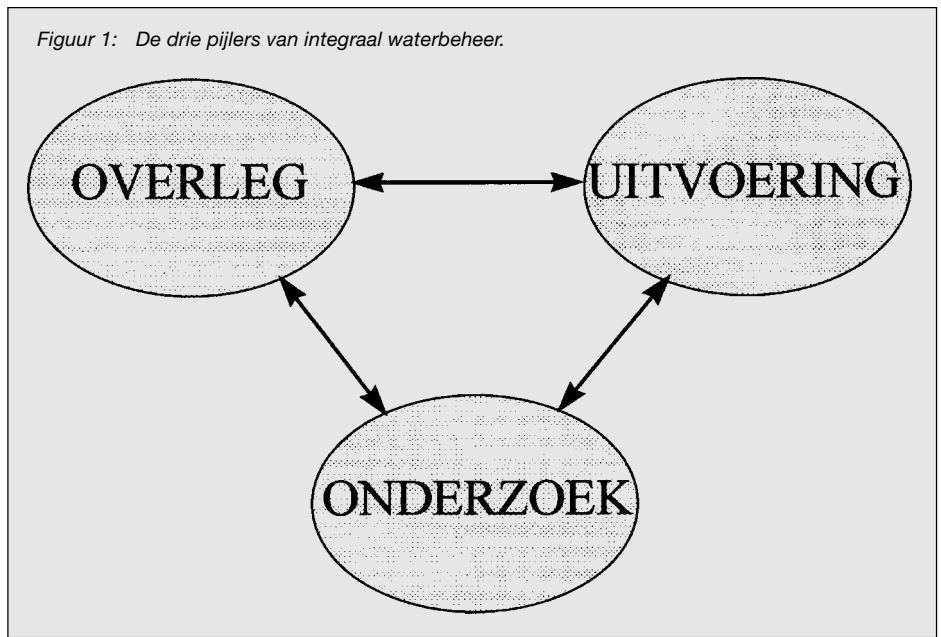 Figuur 1: De drie pijlers van integraal waterbeheer.
OVERLEG
UITVOERING
ONDERZOEK